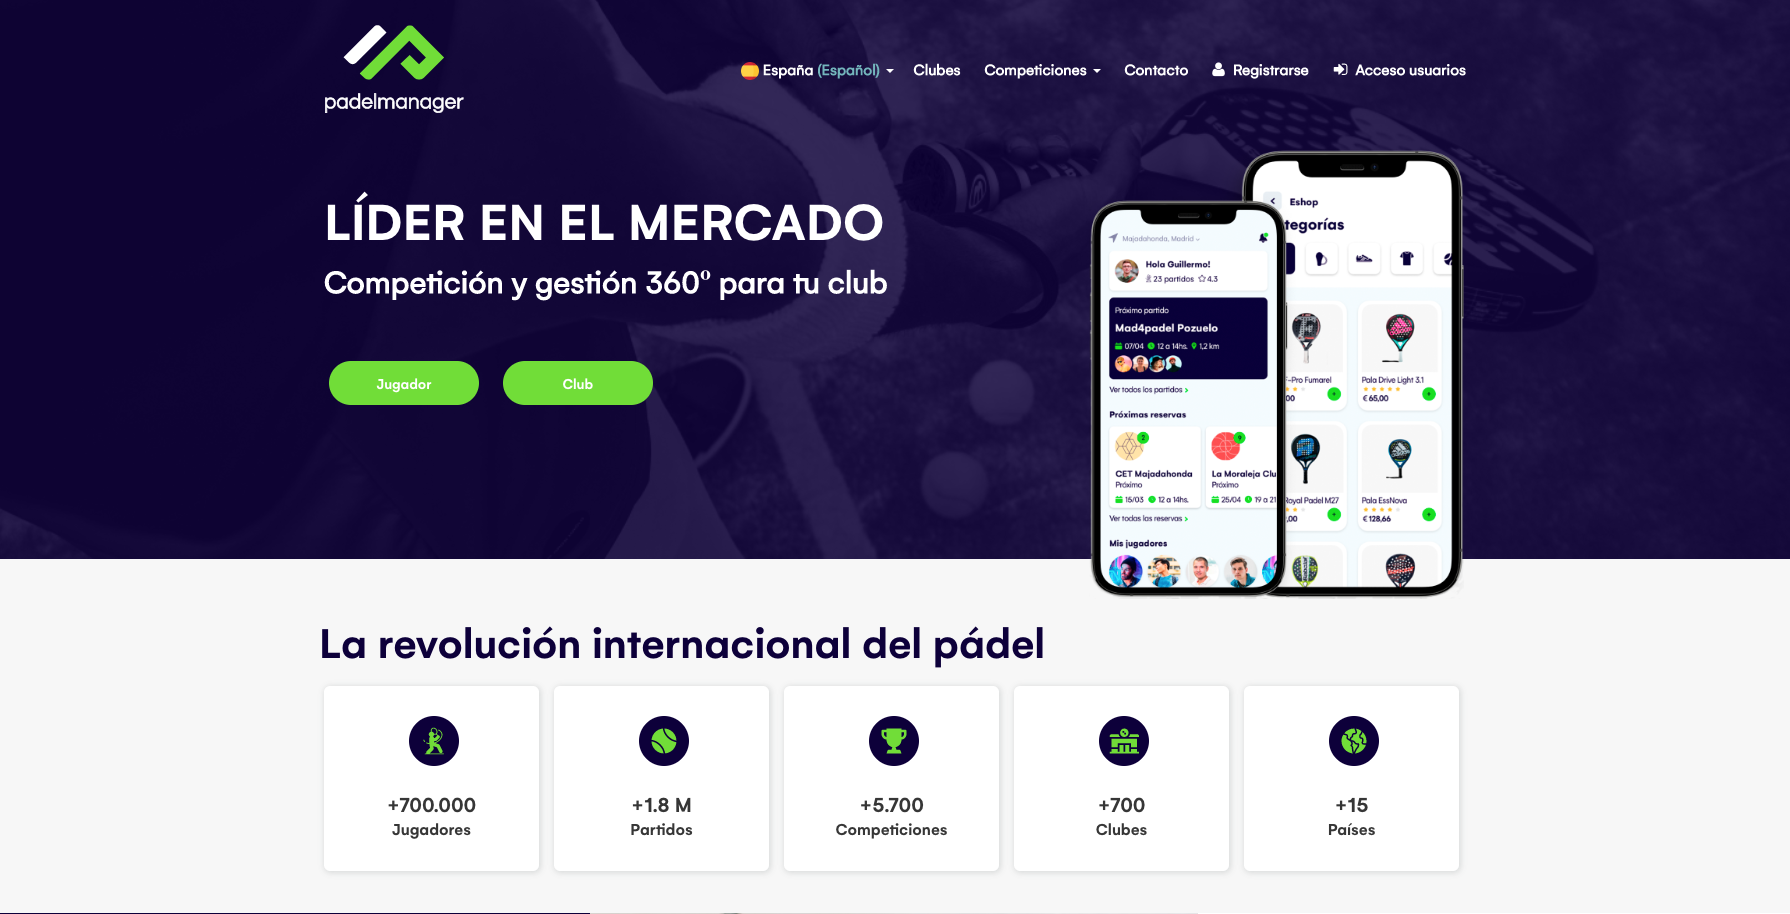 padelmanager
España (Español)
Clubes
Competiciones
Contacto
Registrarse
Acceso usuarios
LÍDER EN EL MERCADO
Competición y gestión 360º para tu club
Jugador
Club
Majadahonda, Madrid
Hola Guillermo!
23 partidos 4.3
Próximo partido
Mad4padel Pozuelo
07/04 12 a 14hs. 1,2 km
Ver todos los partidos >
Próximas reservas
2
9
CET Majadahonda
Próximo
15/03 12 a 14hs.
La Moraleja Clu
Próximo
25/04 19 a 21
Ver todas las reservas >
Mis jugadores
Eshop
tegorías
-Pro Fumarel
00
Pala Drive Light 3.1
€ 65,00
Royal Padel M27
,00
Pala EssNova
€ 128,66
La revolución internacional del pádel
+700.000
Jugadores
+1.8 M
Partidos
+5.700
Competiciones
+700
Clubes
+15
Países